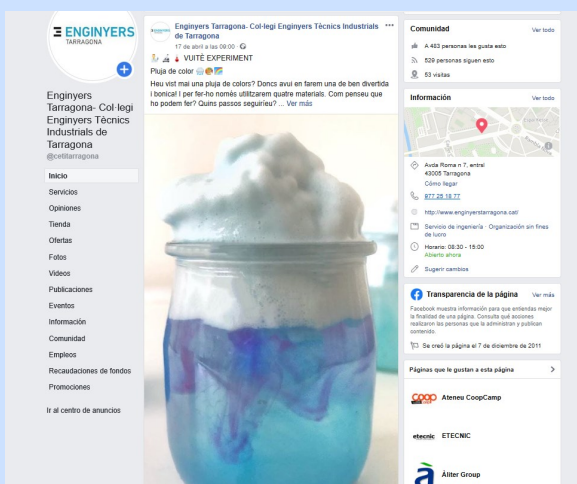 ENGINYERS
TARRAGONA
Enginyers
Tarragona- Col·legi
Enginyers Tècnics
Industrials de
Tarragona
@cetitarragona
Inicio
Servicios
Opiniones
Tienda
Ofertas
Fotos
Videos
Publicaciones
Eventos
Información
Comunidad
Empleos
Recaudaciones de fondos
Promociones
Ir al centro de anuncios
Enginyers Tarragona- Col·legi Enginyers Tècnics Industrials
de Tarragona
17 de abril a las 09:00
VUITÈ EXPERIMENT
Pluja de color
Heu vist mai una pluja de colors? Doncs avui en farem una de ben divertida
i bonica! I per fer-ho només utilitzarem quatre materials. Com penseu que
ho podem fer? Quins passos seguiríeu? ... Ver más
Comunidad Ver todo
A 483 personas les gusta esto
529 personas siguen esto
53 visitas
Información Ver todo
Avda Roma n 7, entrsl
43005 Tarragona
Cómo llegar
977 25 19 77
http://www.enginyerstarragona.cat/
Servicio de ingeniería · Organización sin fines
de lucro
Horario: 08:30 - 15:00
Abierto ahora
Sugerir cambios
Transparencia de la página Ver más
Facebook muestra información para que entiendas mejor
la finalidad de una página. Consulta qué acciones
realizaron las personas que la administran y publican
contenido.
Se creó la página el 7 de diciembre de 2011
Páginas que le gustan a esta página
coop
Ateneu CoopCamp
etecnic ETECNIC
à Àliter Group